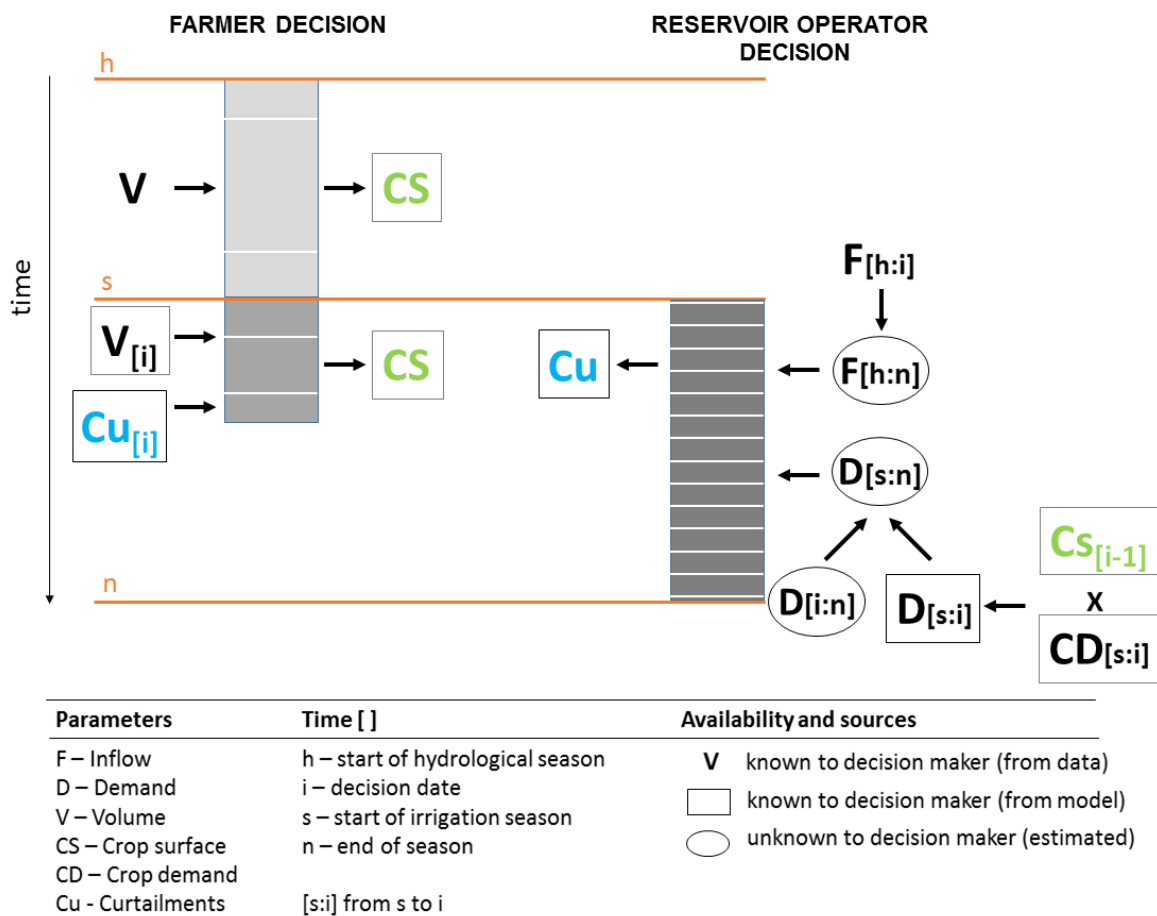 FARMER DECISION
RESERVOIR OPERATOR
DECISION
h
time
V
CS
s
F[h:i]
V[i]
CS
Cu
F[h:n]
Cu[i]
D[s:n]
Cs[i-1]
n
D[i:n]
D[s:i]
X
CD[s:i]
Parameters
Time [ ]
Availability and sources
F – Inflow
h – start of hydrological season
V known to decision maker (from data)
D – Demand
i – decision date
V – Volume
s – start of irrigation season
known to decision maker (from model)
CS – Crop surface
n – end of season
unknown to decision maker (estimated)
CD – Crop demand
Cu - Curtailments
[s:i] from s to i